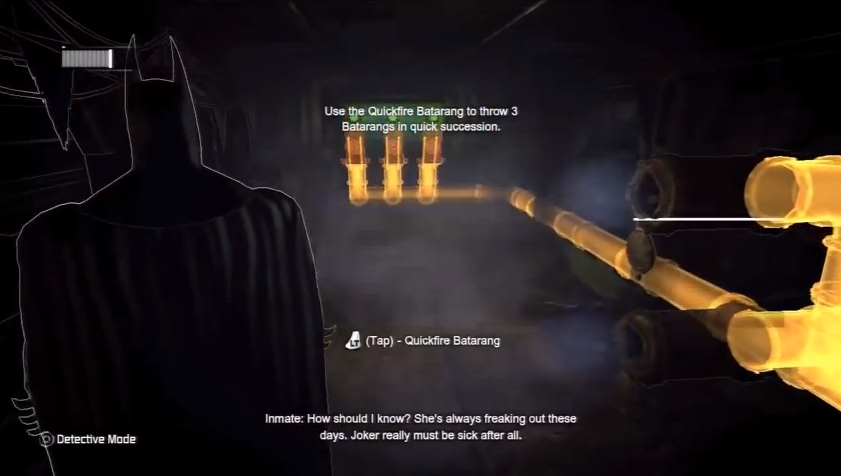 Use the Quickfire Batarang to throw 3
Batarangs in quick succession.
LT (Tap) - Quickfire Batarang
Inmate: How should I know? She's always freaking out these
days. Joker really must be sick after all.
Detective Mode